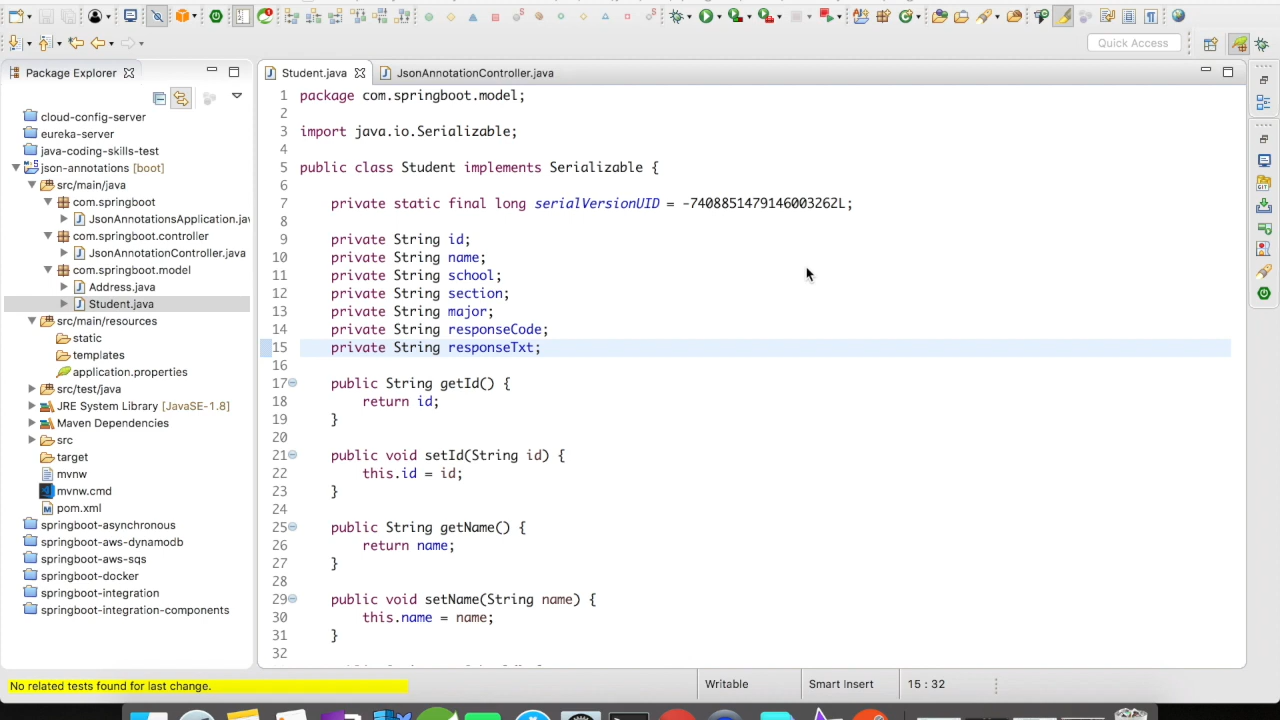 Quick Access
Package Explorer
cloud-config-server
eureka-server
java-coding-skills-test
json-annotations [boot]
src/main/java
com.springboot
JsonAnnotationsApplication.jav
com.springboot.controller
JsonAnnotationController.java
com.springboot.model
Address.java
Student.java
src/main/resources
static
templates
application.properties
src/test/java
JRE System Library [JavaSE-1.8]
Maven Dependencies
src
target
mvnw
mvnw.cmd
pom.xml
springboot-asynchronous
springboot-aws-dynamodb
springboot-aws-sqs
springboot-docker
springboot-integration
springboot-integration-components
Student.java JsonAnnotationController.java
1 package com.springboot.model;
2
3 import java.io.Serializable;
4
5 public class Student implements Serializable {
6
7 private static final long serialVersionUID = -7408851479146003262L;
8
9 private String id;
10 private String name;
11 private String school;
12 private String section;
13 private String major;
14 private String responseCode;
15 private String responseTxt;
16
17 public String getId() {
18 return id;
19 }
20
21 public void setId(String id) {
22 this.id = id;
23 }
24
25 public String getName() {
26 return name;
27 }
28
29 public void setName(String name) {
30 this.name = name;
31 }
32
No related tests found for last change.
Writable Smart Insert 15 : 32